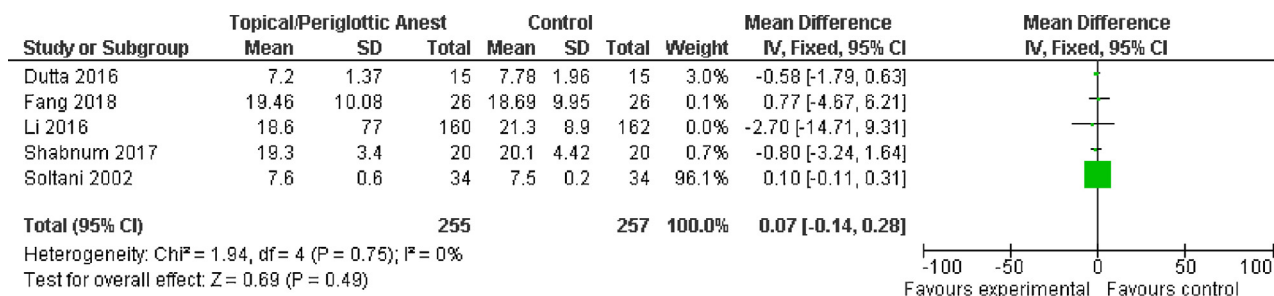 Topical/Periglottic Anest Control Mean Difference Mean Difference
Study or Subgroup Mean SD Total Mean SD Total Weight IV, Fixed, 95% CI IV, Fixed, 95% CI
Dutta 2016 7.2 1.37 15 7.78 1.96 15 3.0% -0.58 [-1.79, 0.63]
Fang 2018 19.46 10.08 26 18.69 9.95 26 0.1% 0.77 [-4.67, 6.21]
Li 2016 18.6 77 160 21.3 8.9 162 0.0% -2.70 [-14.71, 9.31]
Shabnum 2017 19.3 3.4 20 20.1 4.42 20 0.7% -0.80 [-3.24, 1.64]
Soltani 2002 7.6 0.6 34 7.5 0.2 34 96.1% 0.10 [-0.11, 0.31]
Total (95% CI) 255 257 100.0% 0.07 [-0.14, 0.28]
Heterogeneity: Chi² = 1.94, df = 4 (P = 0.75); I² = 0%
Test for overall effect: Z = 0.69 (P = 0.49)
-100 -50 0 50 100
Favours experimental Favours control